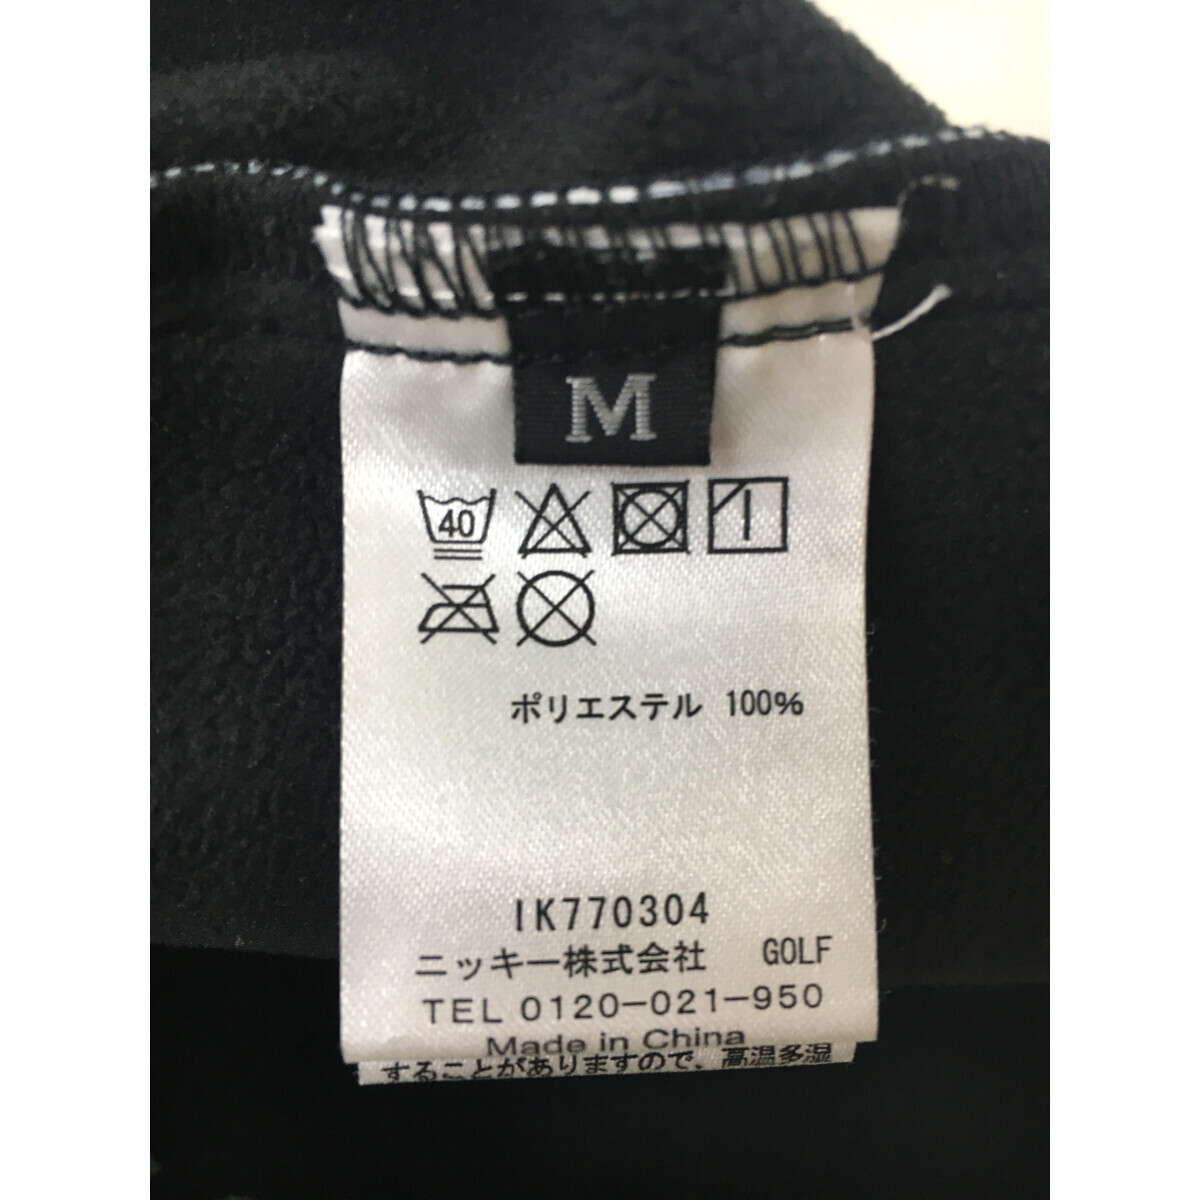 M
40
ポリエステル 100%
IK770304
ニッキー株式会社 GOLF
TEL 0120-021-950
Made in China
することがありますので、高温多湿